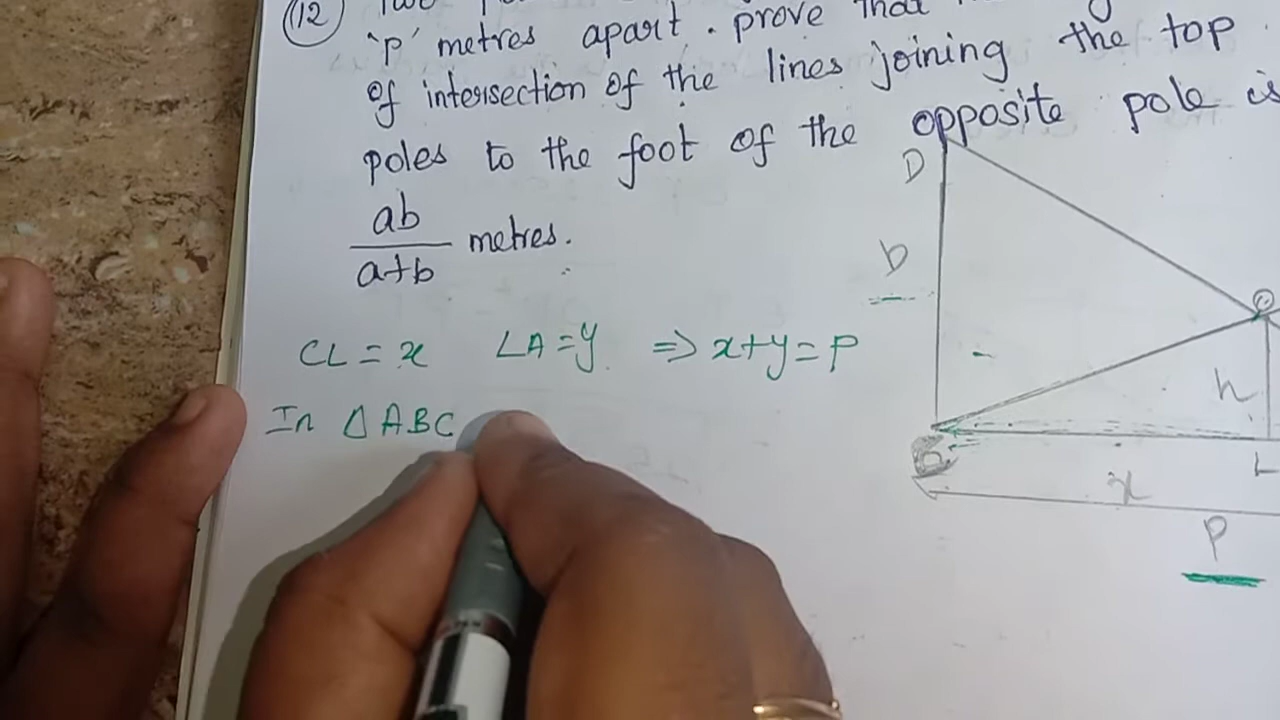 (12) Two
'p' metres apart. prove that
of intersection of the lines joining the top
poles to the foot of the opposite pole is
ab
a+b metres.
CL = x LA = y ⇒ x+y = P
In △ABC
D
b
h
L
x
P